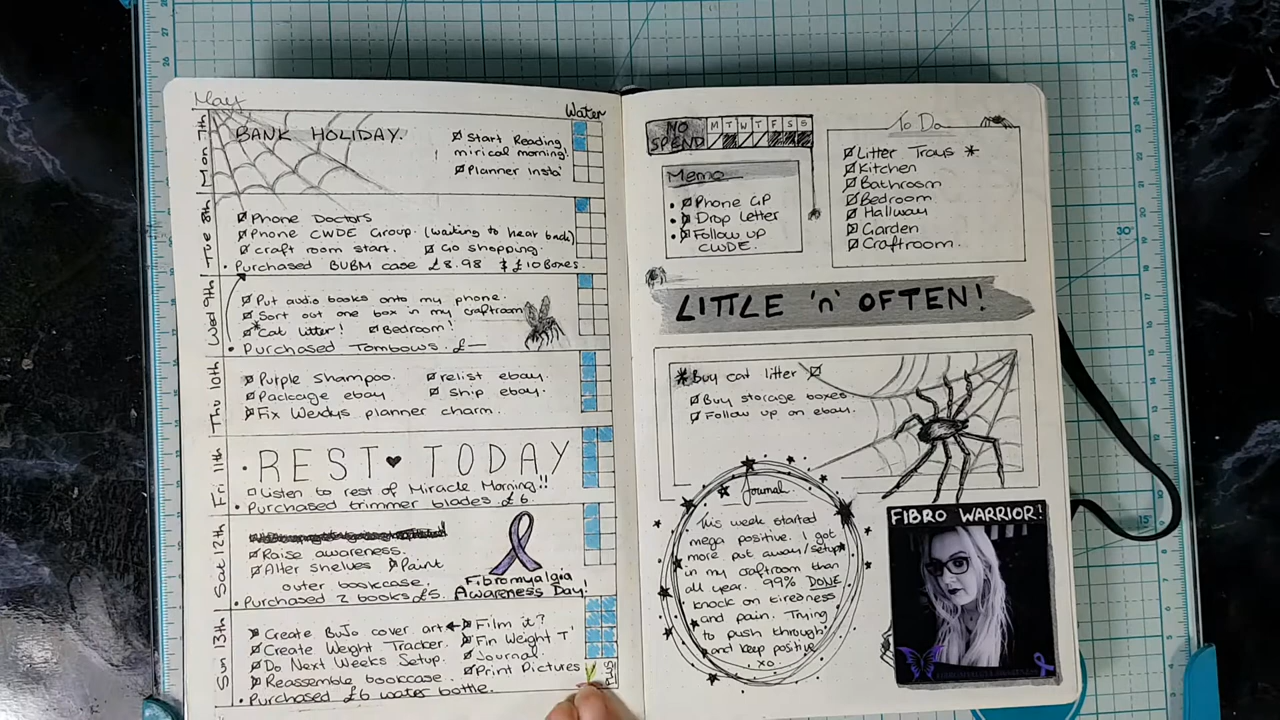 May
Water
Mon 7th
BANK HOLIDAY.
Start Reading
mirical morning!
Planner insta'
Tue 8th
Phone Doctors
Phone CWDE Group. (waiting to hear back)
craft room start. Go shopping.
• Purchased BUBM case £8.98 $ £10 Boxes.
Wed 9th
Put audio books onto my phone.
Sort out one box in my craftroom
*Cat litter! Bedroom!
• Purchased Tombows. £—
Thu 10th
Purple Shampoo. relist ebay
Package ebay Ship ebay.
Fix Wendys planner charm.
Fri 11th
• REST ♥ TODAY
Listen to rest of Miracle Morning!!
• Purchased trimmer blades. £6.
Sat 12th
Raise awareness.
Alter shelves Paint
outer bookcase.
• Purchased 2 books £5.
Fibromyalgia
Awareness Day!
Sun 13th
Create BuJo cover art ← Film it?
Create Weight Tracker. Fin Weight T'
Do Next Weeks Setup. Journal.
Reassemble bookcase. Print Pictures
• Purchased £6 water bottle.
NO SPEND
M T W T F S S
Memo
• Phone GP
• Drop Letter
• Follow up
CWDE.
To Do
Litter Trays *
Kitchen
Bathroom
Bedroom
Hallway
Garden
Craftroom.
LITTLE 'n' OFTEN!
*Buy cat litter
Buy storage boxes
Follow up on ebay.
Journal
This week started
mega positive. I got
more put away/setup
in my craftroom than
all year. 99% DONE
knock on tiredness
and pain. Trying
to push through
and keep positive
xo
FIBRO WARRIOR!